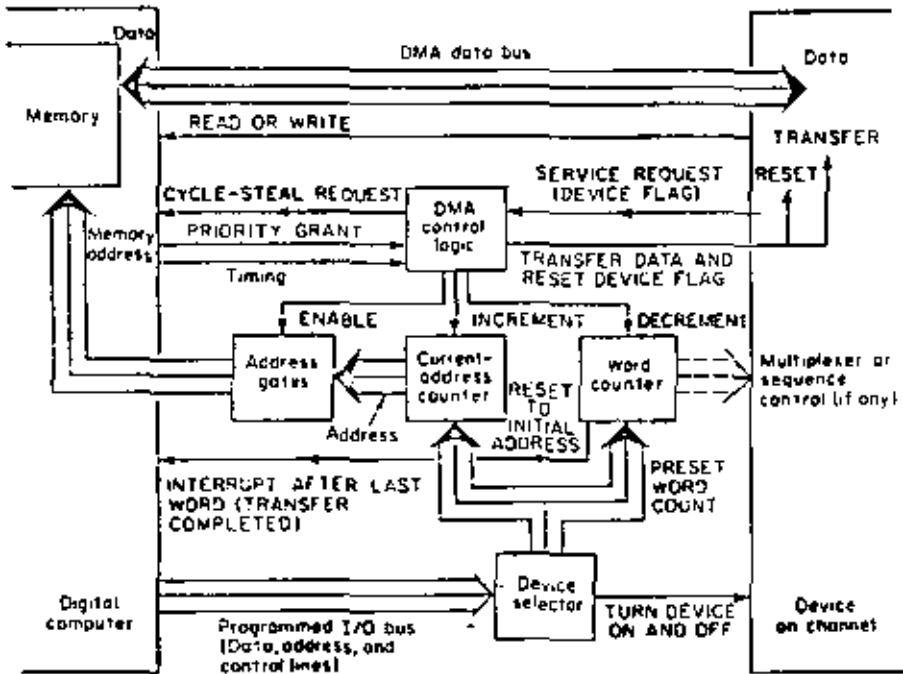 Data
DMA data bus
Data
Memory
READ OR WRITE
TRANSFER
CYCLE-STEAL REQUEST
SERVICE REQUEST
(DEVICE FLAG)
RESET
DMA
control
logic
Memory
address
PRIORITY GRANT
Timing
TRANSFER DATA AND
RESET DEVICE FLAG
ENABLE
INCREMENT
DECREMENT
Address
gates
Current-
address
counter
Word
counter
Multiplexer or
sequence
control (if any)
RESET
TO
INITIAL
ADDRESS
Address
INTERRUPT AFTER LAST
WORD (TRANSFER
COMPLETED)
PRESET
WORD
COUNT
Digital
computer
Device
selector
TURN DEVICE
ON AND OFF
Device
on channel
Programmed I/O bus
(Data, address, and
control lines)